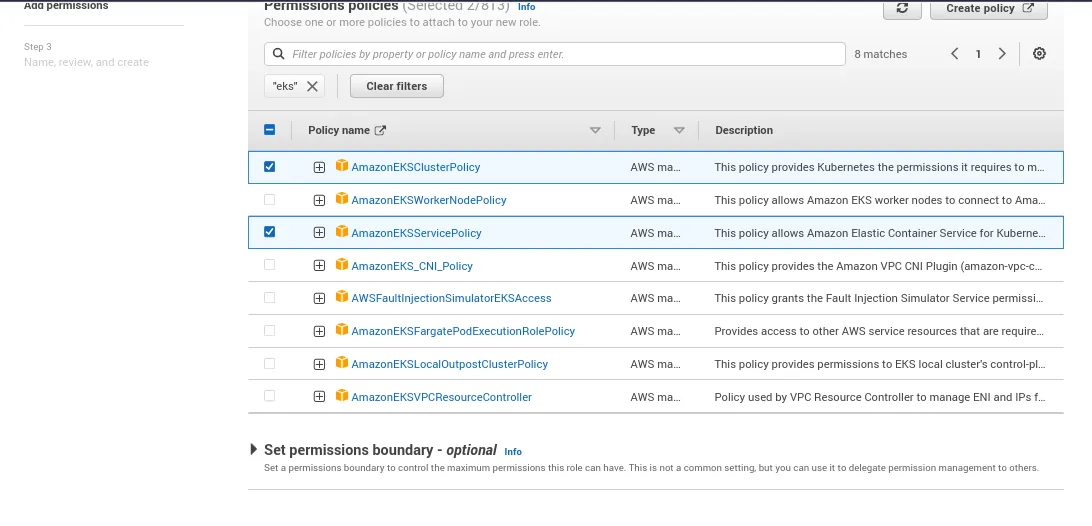 Add permissions
Step 3
Name, review, and create
Permissions policies (Selected 2/813) Info
Choose one or more policies to attach to your new role.
Create policy
Filter policies by property or policy name and press enter.
8 matches
1
"eks"
Clear filters
Policy name Type Description
AmazonEKSClusterPolicy AWS ma... This policy provides Kubernetes the permissions it requires to m...
AmazonEKSWorkerNodePolicy AWS ma... This policy allows Amazon EKS worker nodes to connect to Ama...
AmazonEKSServicePolicy AWS ma... This policy allows Amazon Elastic Container Service for Kuberne...
AmazonEKS_CNI_Policy AWS ma... This policy provides the Amazon VPC CNI Plugin (amazon-vpc-c...
AWSFaultInjectionSimulatorEKSAccess AWS ma... This policy grants the Fault Injection Simulator Service permissi...
AmazonEKSFargatePodExecutionRolePolicy AWS ma... Provides access to other AWS service resources that are require...
AmazonEKSLocalOutpostClusterPolicy AWS ma... This policy provides permissions to EKS local cluster's control-pl...
AmazonEKSVPCResourceController AWS ma... Policy used by VPC Resource Controller to manage ENI and IPs f...
Set permissions boundary - optional Info
Set a permissions boundary to control the maximum permissions this role can have. This is not a common setting, but you can use it to delegate permission management to others.